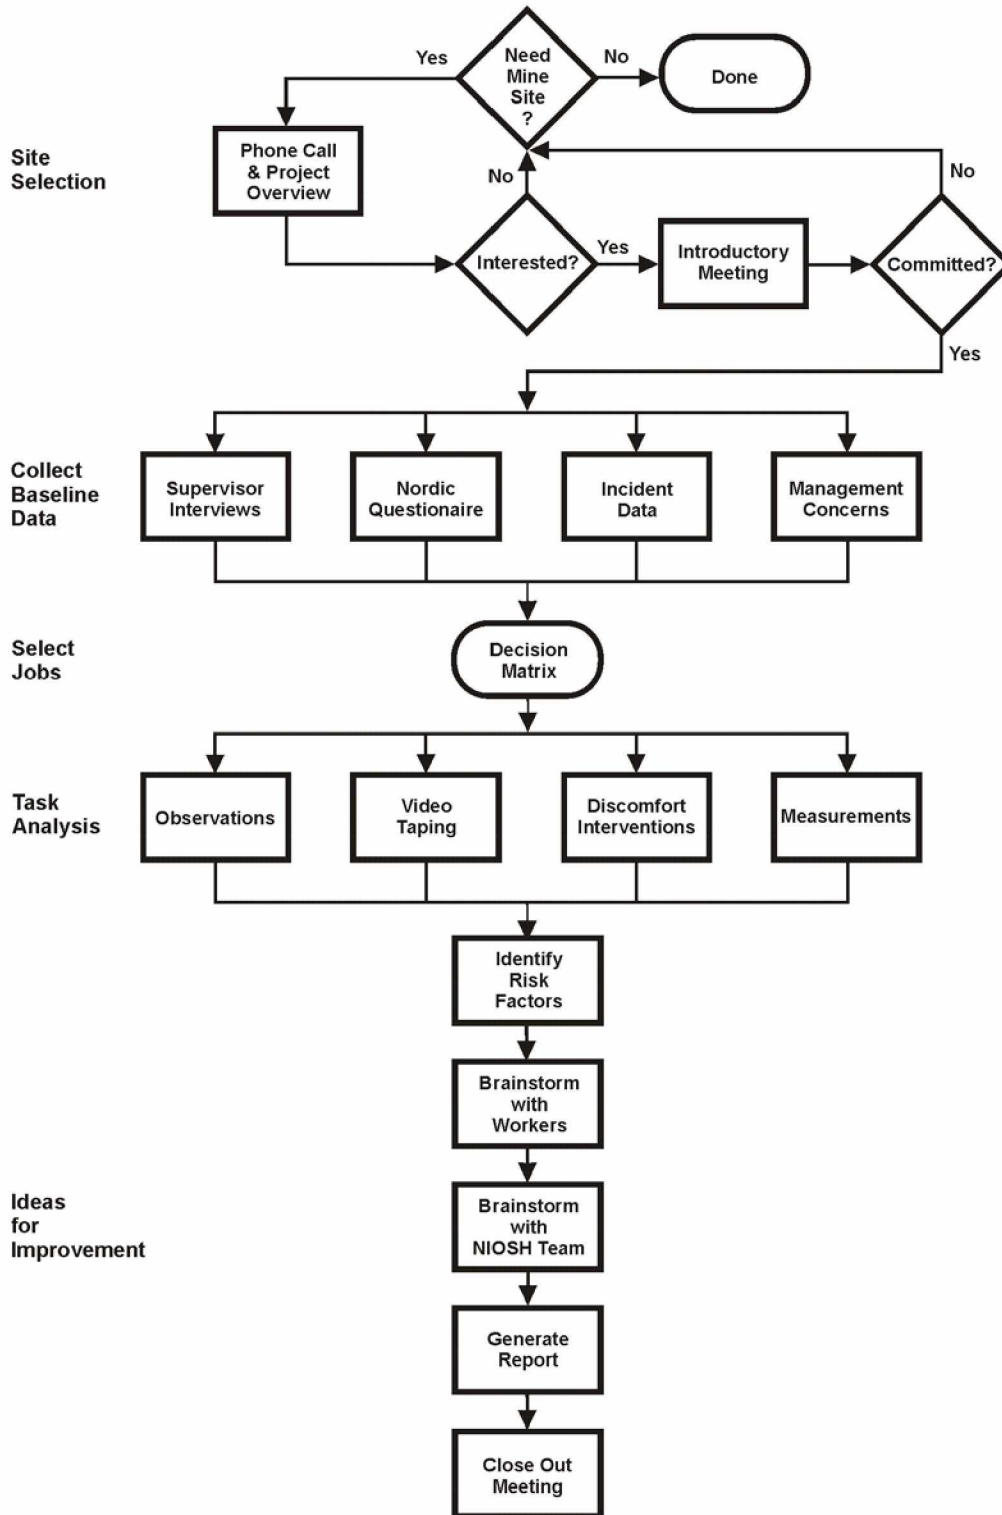 Need
Mine
Site
?
Yes
No
Done
Site
Selection
Phone Call
& Project
Overview
No
No
Interested?
Yes
Introductory
Meeting
Committed?
Yes
Collect
Baseline
Data
Supervisor
Interviews
Nordic
Questionaire
Incident
Data
Management
Concerns
Select
Jobs
Decision
Matrix
Task
Analysis
Observations
Video
Taping
Discomfort
Interventions
Measurements
Identify
Risk
Factors
Brainstorm
with
Workers
Ideas
for
Improvement
Brainstorm
with
NIOSH Team
Generate
Report
Close Out
Meeting